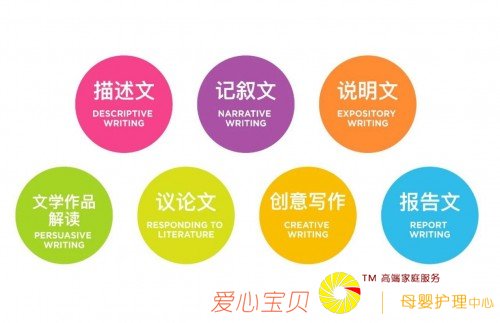 描述文
DESCRIPTIVE
WRITING
记叙文
NARRATIVE
WRITING
说明文
EXPOSITORY
WRITING
文学作品
解读
PERSUASIVE
WRITING
议论文
RESPONDING TO
LITERATURE
创意写作
CREATIVE
WRITING
报告文
REPORT
WRITING
爱心宝贝
TM 高端家庭服务
母婴护理中心